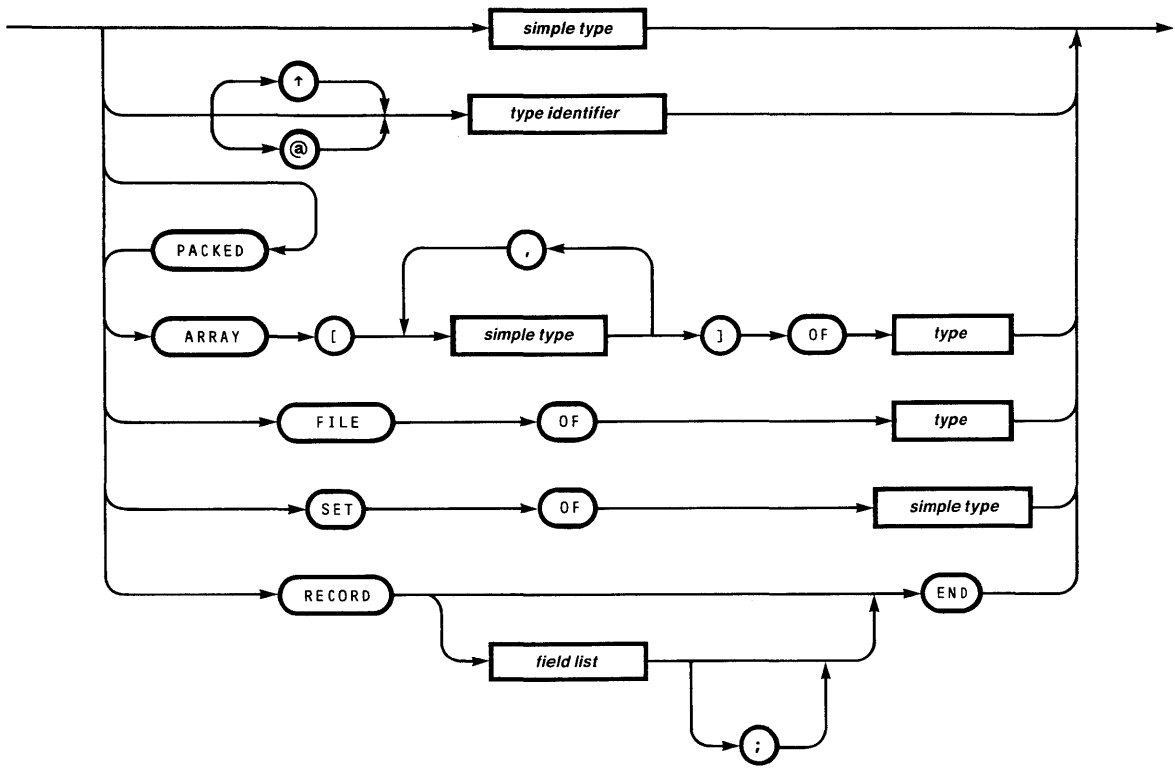 simple type
↑
type identifier
@
PACKED
,
ARRAY [ simple type ] OF type
FILE OF type
SET OF simple type
RECORD END
field list
;